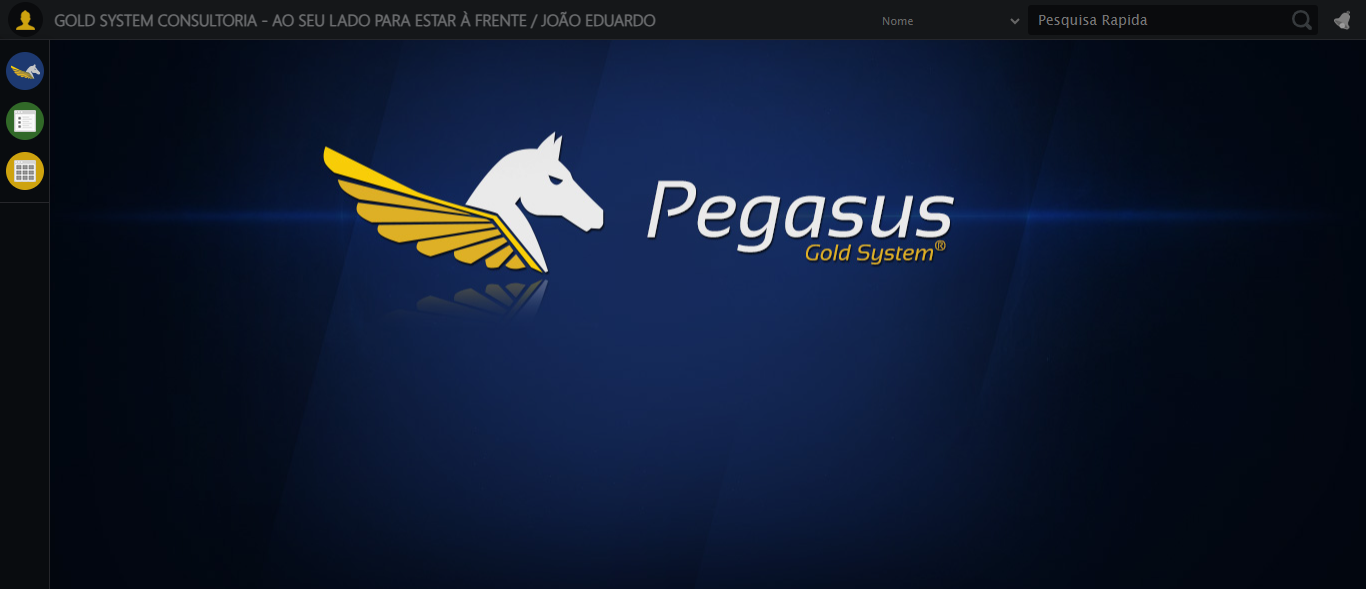 GOLD SYSTEM CONSULTORIA - AO SEU LADO PARA ESTAR À FRENTE / JOÃO EDUARDO
Nome
Pesquisa Rapida
Pegasus
Gold System®